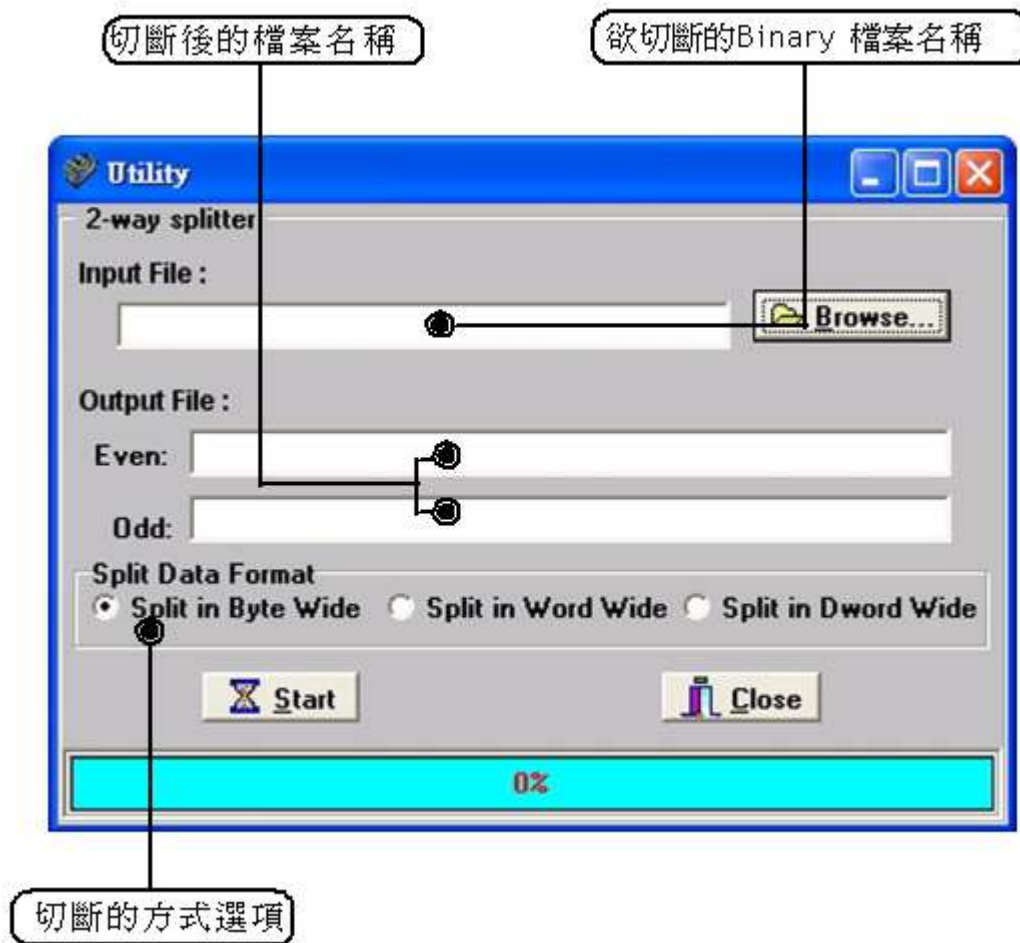 切斷後的檔案名稱
欲切斷的Binary 檔案名稱
Utility
2-way splitter
Input File :
Browse...
Output File :
Even:
Odd:
Split Data Format
Split in Byte Wide
Split in Word Wide
Split in Dword Wide
Start
Close
0%
切斷的方式選項